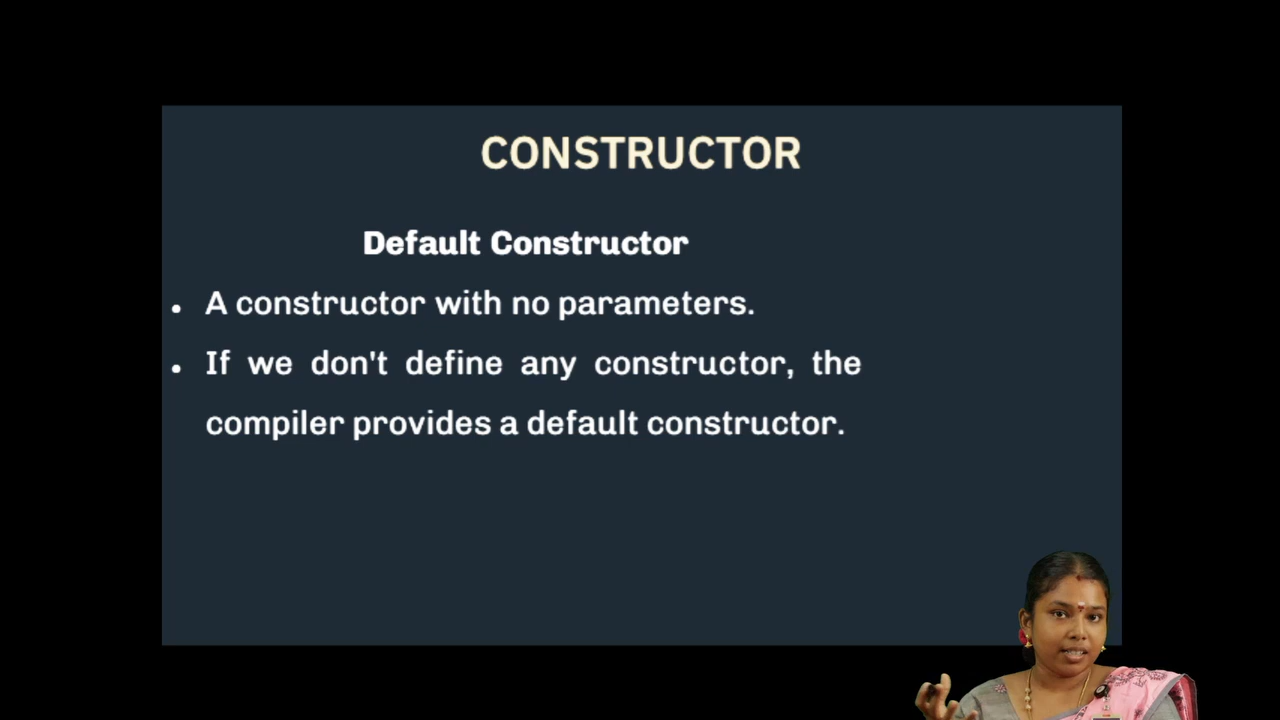 CONSTRUCTOR
Default Constructor
• A constructor with no parameters.
• If we don't define any constructor, the
compiler provides a default constructor.